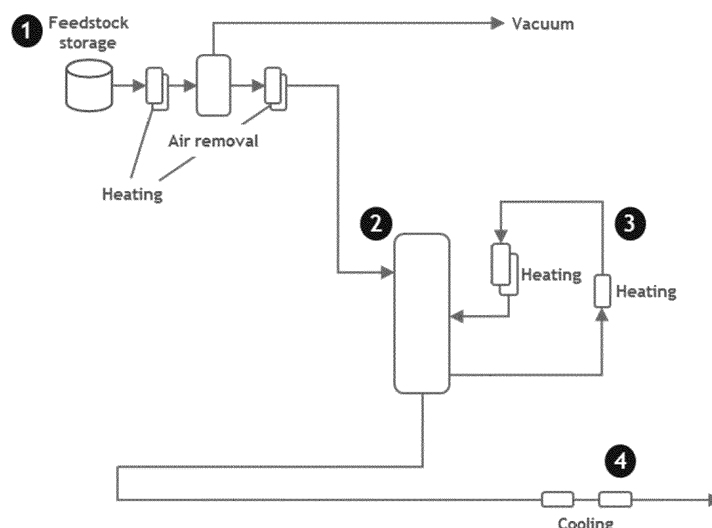 1
Feedstock
storage
Vacuum
Air removal
Heating
2
3
Heating
Heating
4
Cooling